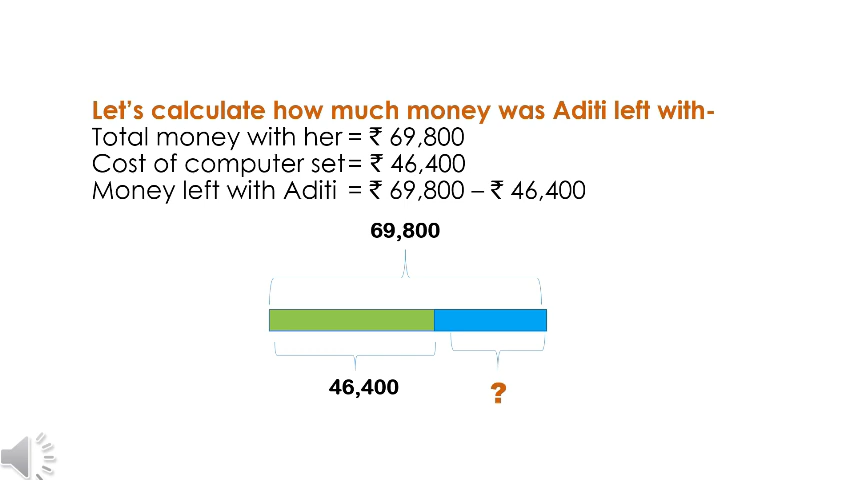 Let's calculate how much money was Aditi left with-
Total money with her = ₹ 69,800
Cost of computer set= ₹ 46,400
Money left with Aditi = ₹ 69,800 – ₹ 46,400
69,800
46,400
?